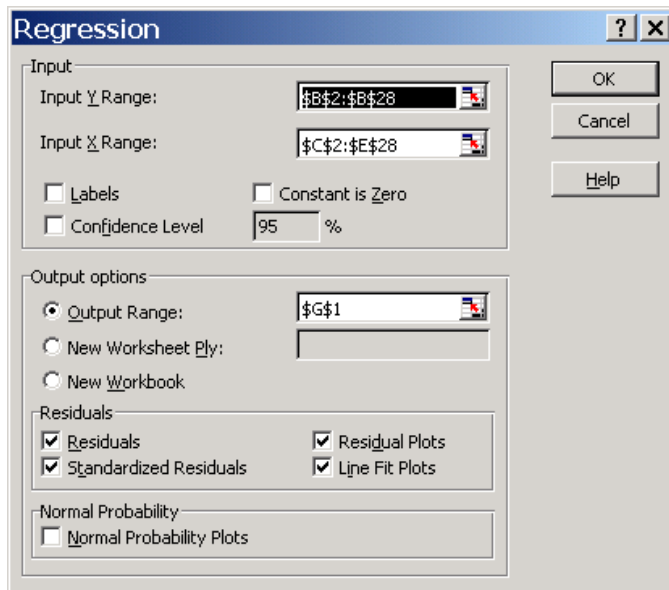 Regression
Input
Input Y Range: $B$2:$B$28
Input X Range: $C$2:$E$28
Labels Constant is Zero
Confidence Level 95 %
OK
Cancel
Help
Output options
Output Range: $G$1
New Worksheet Ply:
New Workbook
Residuals
Residuals Residual Plots
Standardized Residuals Line Fit Plots
Normal Probability
Normal Probability Plots